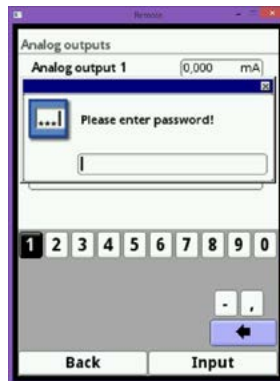 Remote
Analog outputs
Analog output 1 0,000 mA
Please enter password!
1 2 3 4 5 6 7 8 9 0
- ,
Back Input